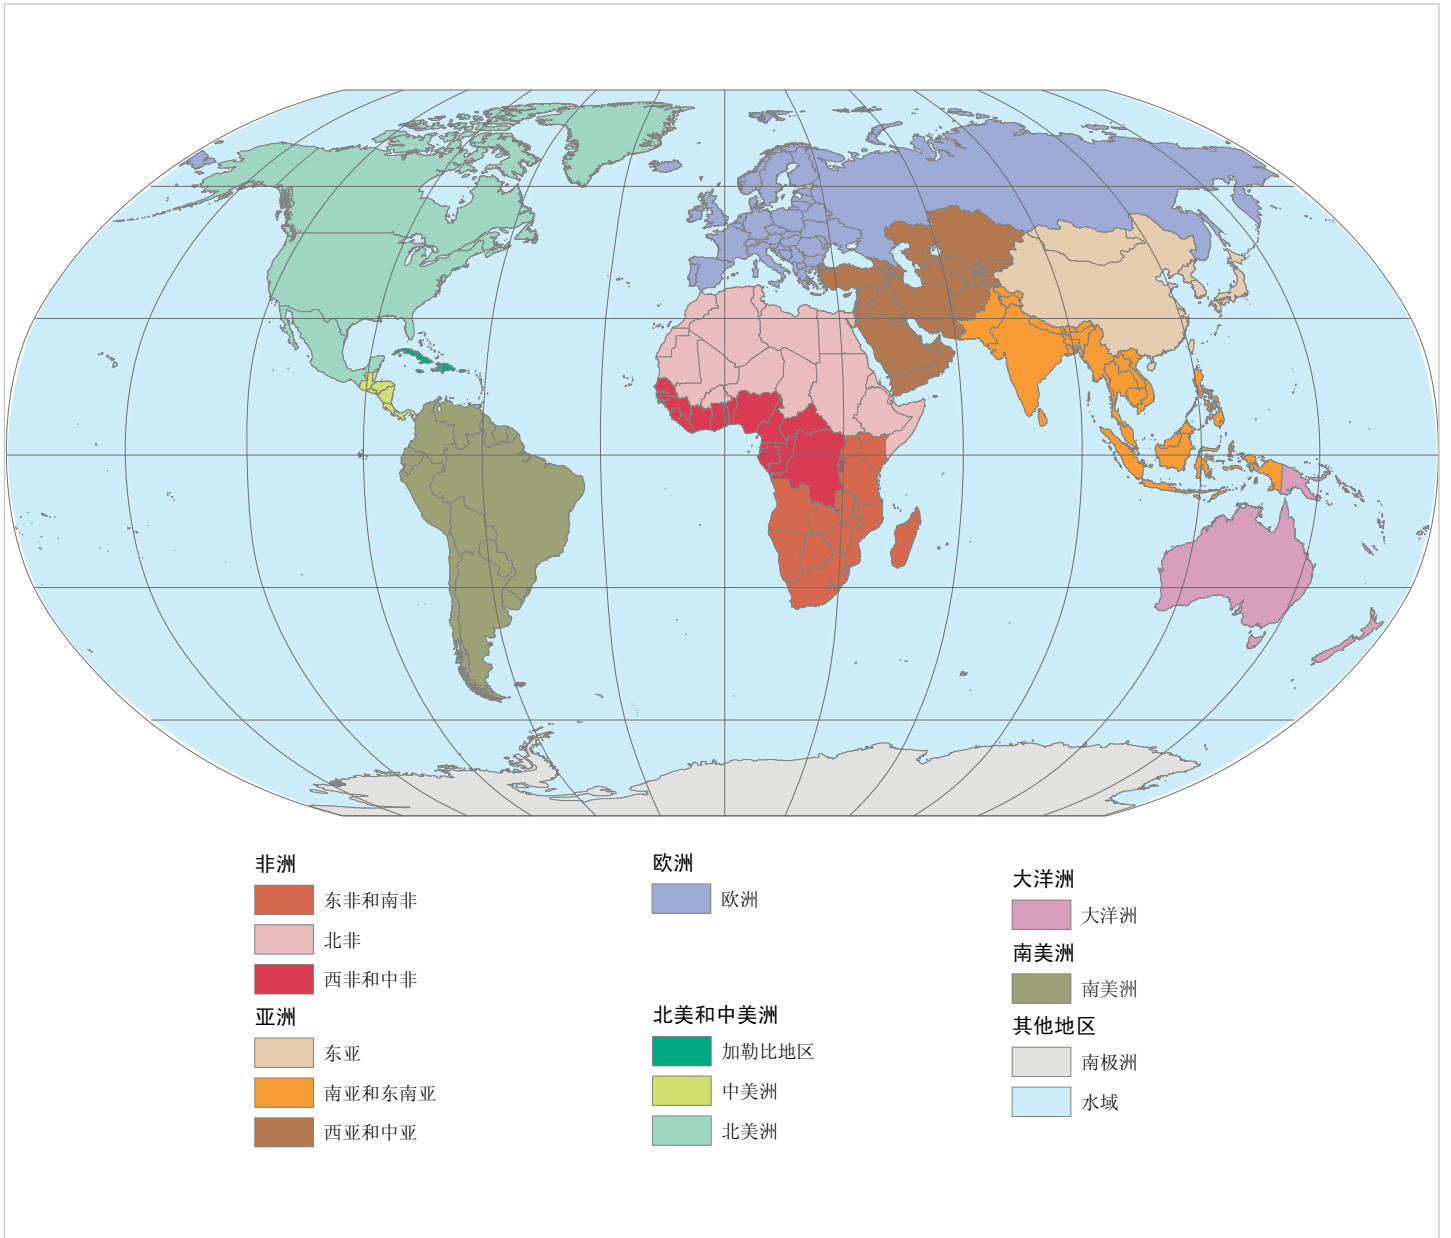 非洲
东非和南非
北非
西非和中非
亚洲
东亚
南亚和东南亚
西亚和中亚
欧洲
欧洲
北美和中美洲
加勒比地区
中美洲
北美洲
大洋洲
大洋洲
南美洲
南美洲
其他地区
南极洲
水域